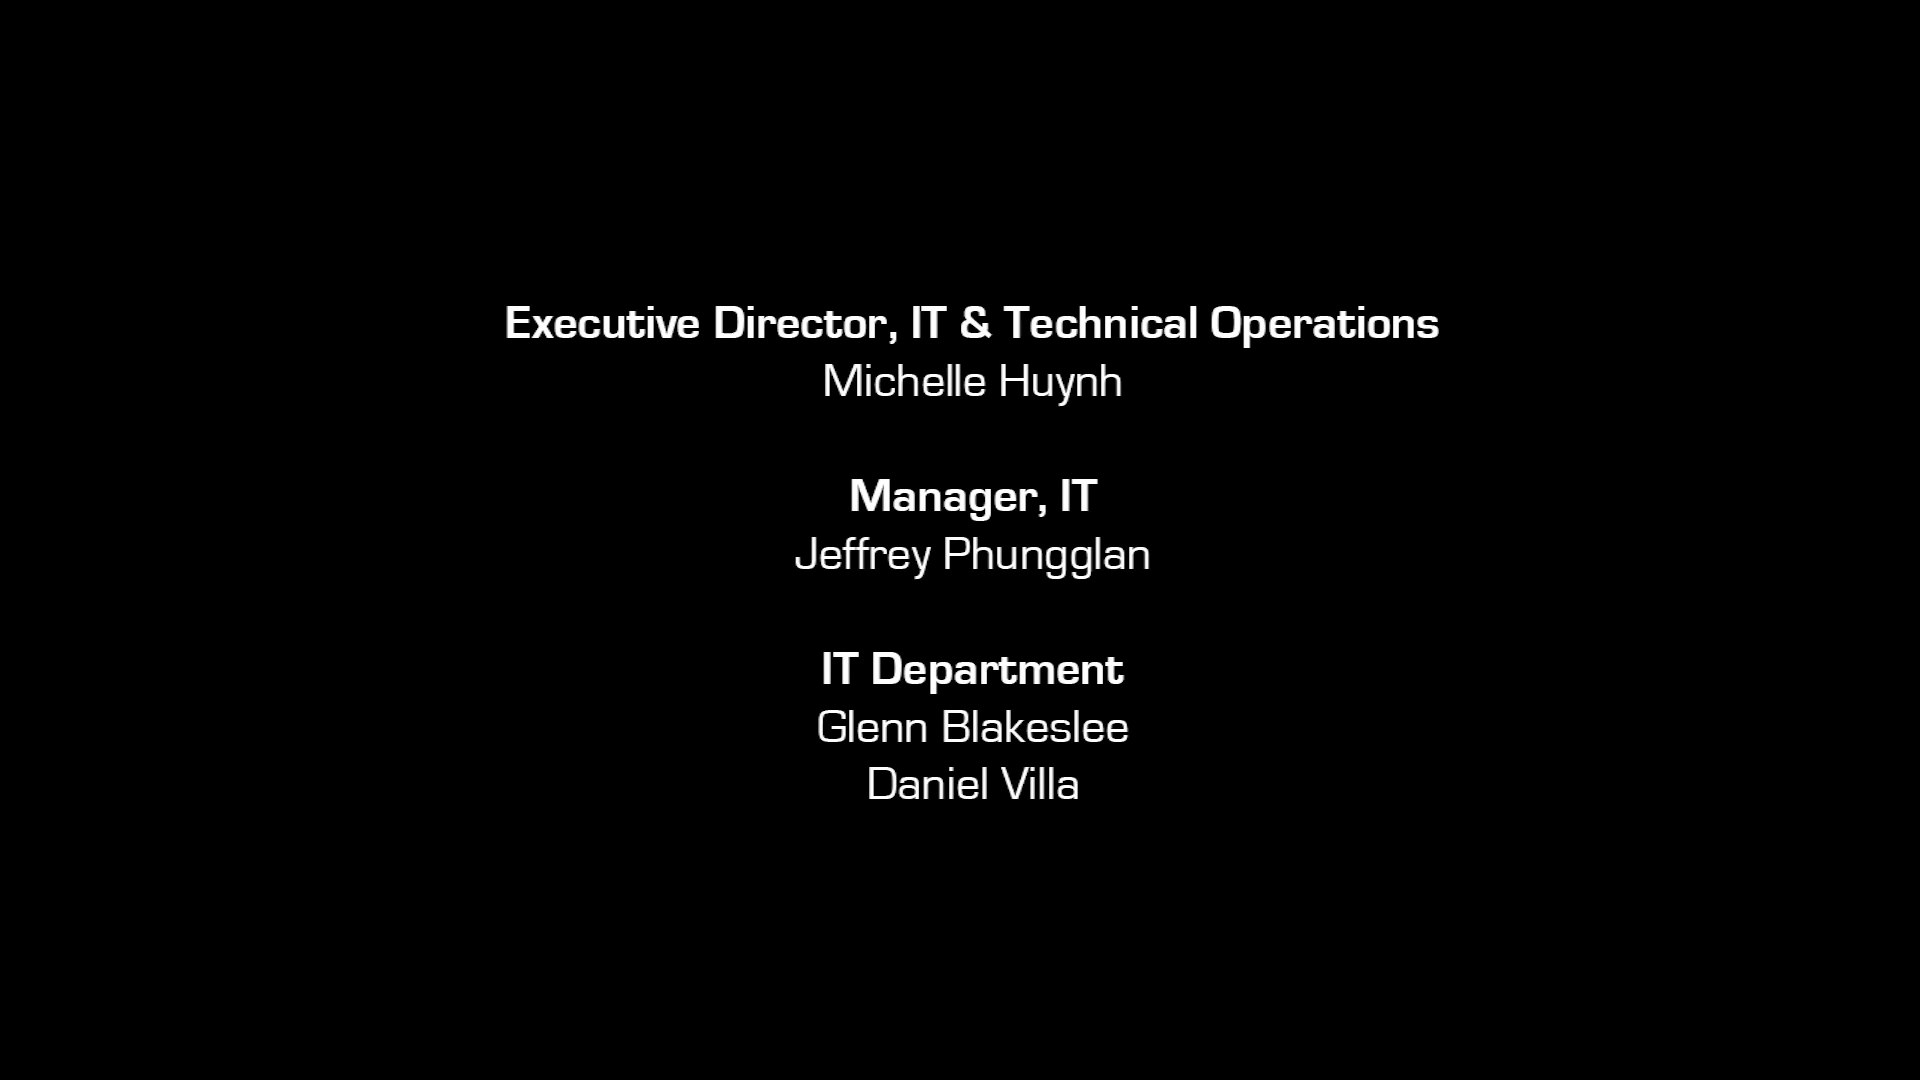 Executive Director, IT & Technical Operations
Michelle Huynh
Manager, IT
Jeffrey Phungglan
IT Department
Glenn Blakeslee
Daniel Villa